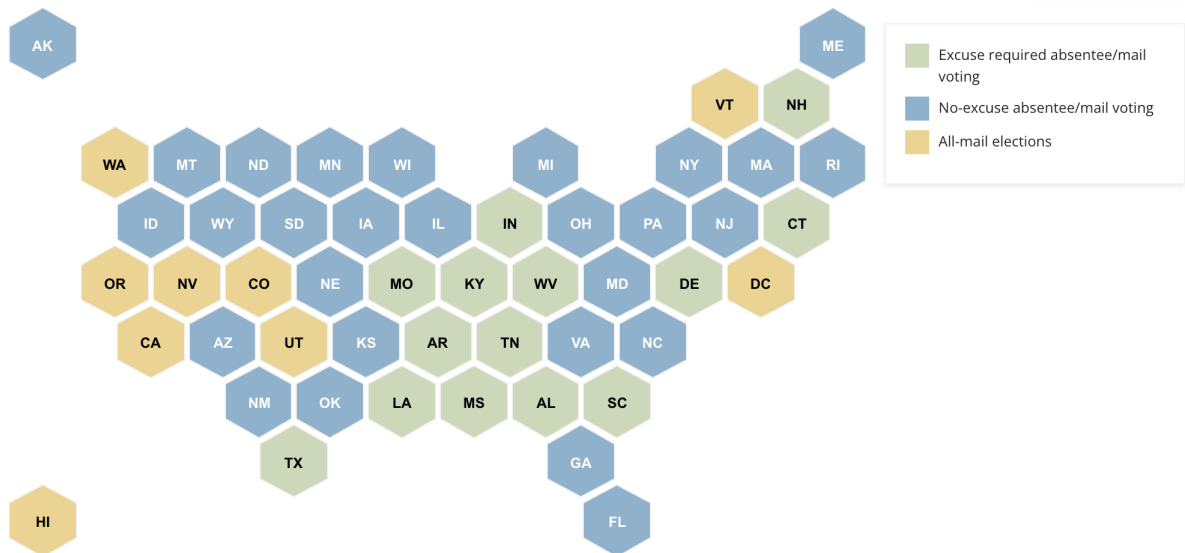 AK
ME
VT
NH
WA
MT
ND
MN
WI
MI
NY
MA
RI
ID
WY
SD
IA
IL
IN
OH
PA
NJ
CT
OR
NV
CO
NE
MO
KY
WV
MD
DE
DC
CA
AZ
UT
KS
AR
TN
VA
NC
NM
OK
LA
MS
AL
SC
TX
GA
HI
FL
Excuse required absentee/mail
voting
No-excuse absentee/mail voting
All-mail elections